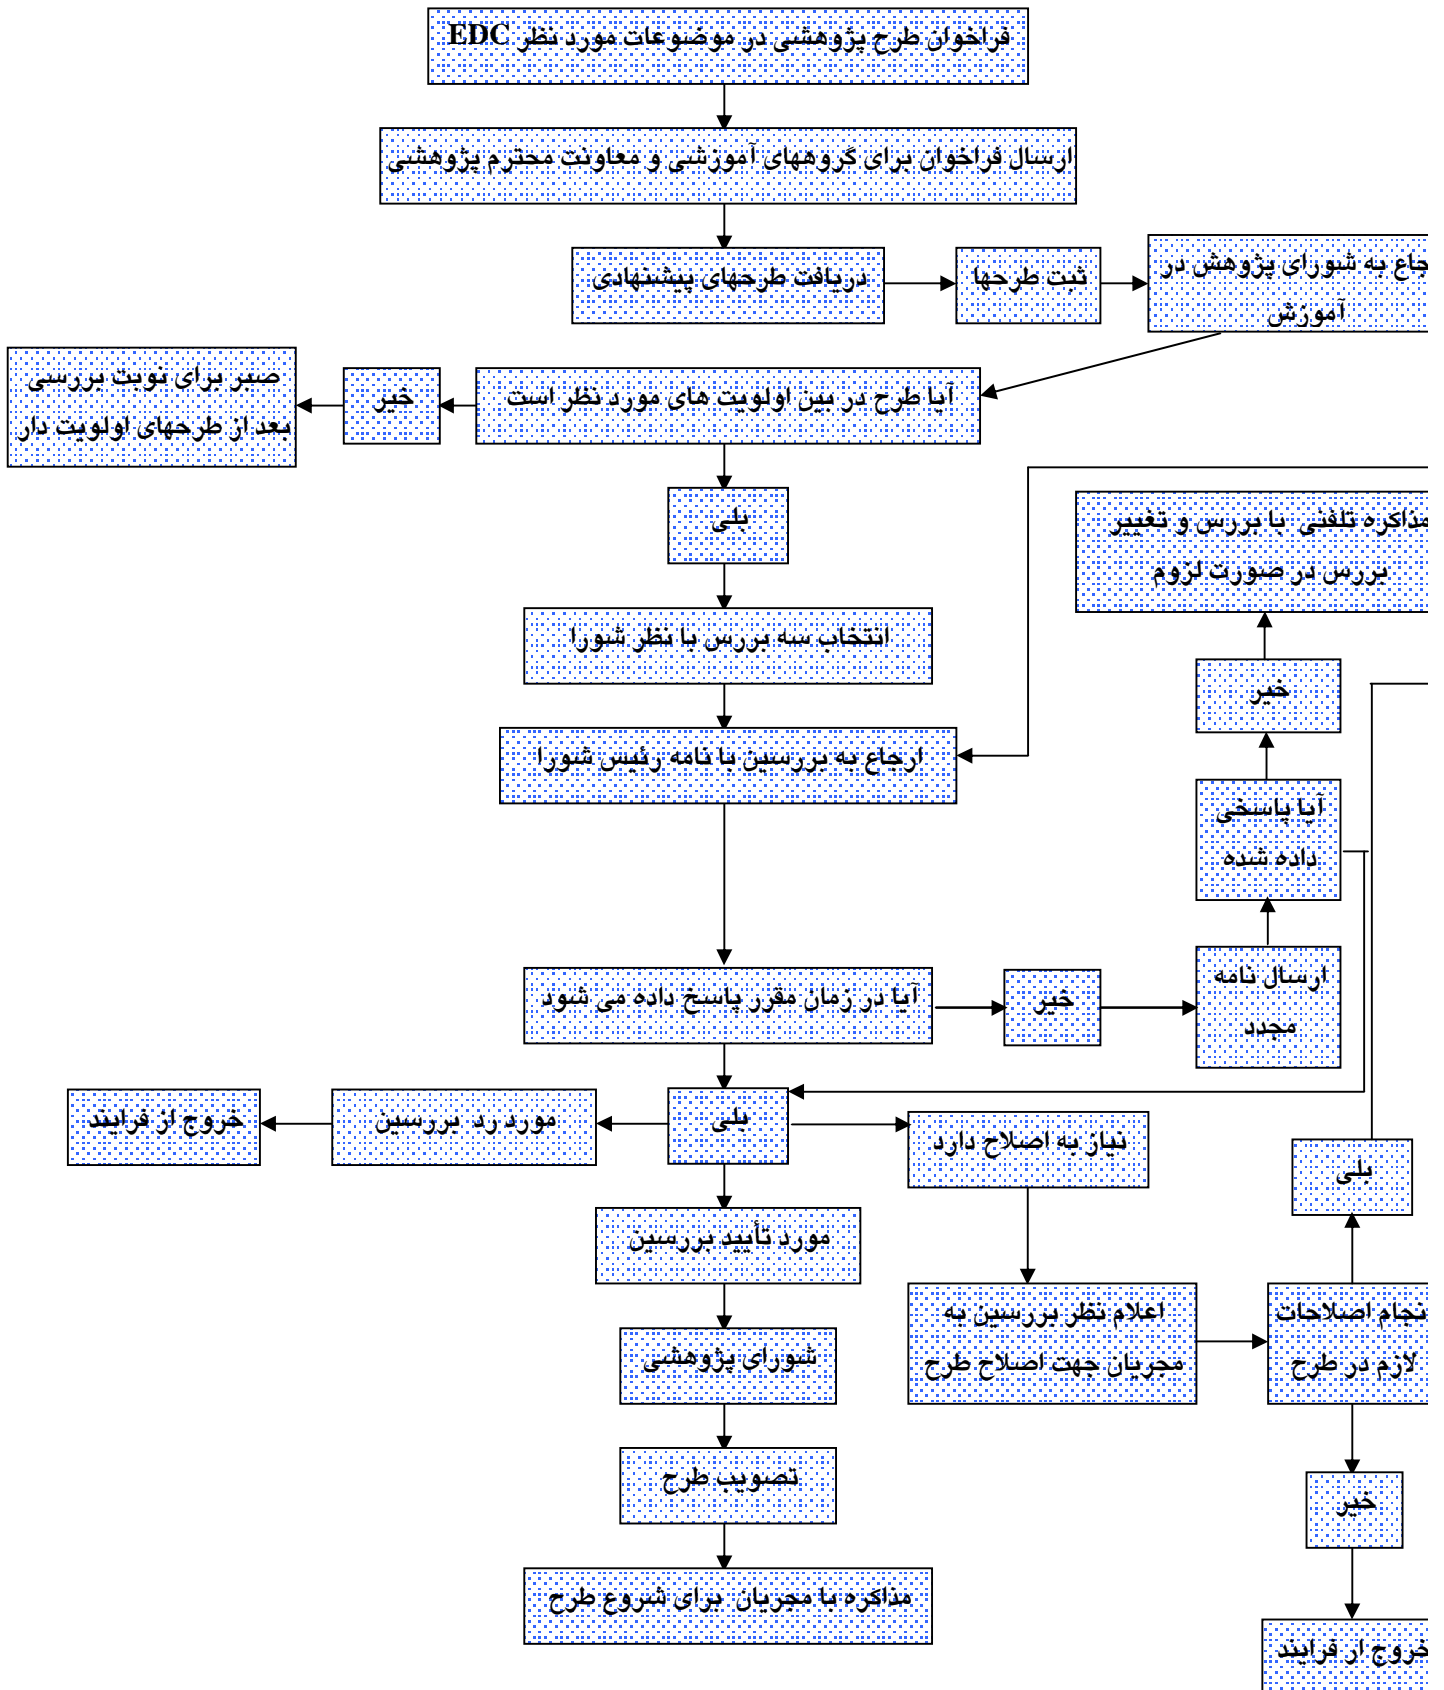 فراخوان طرح پژوهشی در موضوعات مورد نظر EDC
ارسال فراخوان برای گروههای آموزشی و معاونت محترم پژوهشی
دریافت طرحهای پیشنهادی
ثبت طرحها
جاع به شورای پژوهش در
آموزش
آیا طرح در بین اولویت های مورد نظر است
خیر
صبر برای نوبت بررسی
بعد از طرحهای اولویت دار
بلی
مذاکره تلفنی با بررس و تغییر
بررس در صورت لزوم
انتخاب سه بررس با نظر شورا
خیر
ارجاع به بررسین با نامه رئیس شورا
آیا پاسخی
داده شده
آیا در زمان مقرر پاسخ داده می شود
خیر
ارسال نامه
مجدد
بلی
مورد رد بررسین
خروج از فرایند
نیاز به اصلاح دارد
بلی
مورد تأیید بررسین
اعلام نظر بررسین به
مجریان جهت اصلاح طرح
نجام اصلاحات
لازم در طرح
شورای پژوهشی
تصویب طرح
خیر
مذاکره با مجریان برای شروع طرح
خروج از فرایند